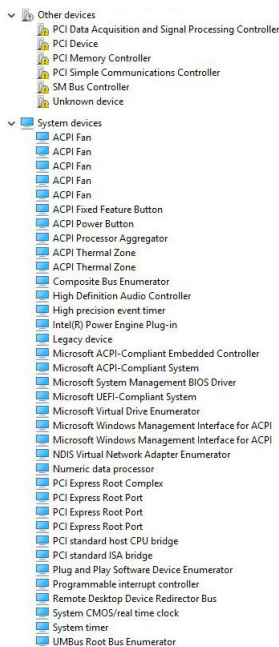 Other devices
PCI Data Acquisition and Signal Processing Controller
PCI Device
PCI Memory Controller
PCI Simple Communications Controller
SM Bus Controller
Unknown device
System devices
ACPI Fan
ACPI Fan
ACPI Fan
ACPI Fan
ACPI Fan
ACPI Fixed Feature Button
ACPI Power Button
ACPI Processor Aggregator
ACPI Thermal Zone
ACPI Thermal Zone
Composite Bus Enumerator
High Definition Audio Controller
High precision event timer
Intel(R) Power Engine Plug-in
Legacy device
Microsoft ACPI-Compliant Embedded Controller
Microsoft ACPI-Compliant System
Microsoft System Management BIOS Driver
Microsoft UEFI-Compliant System
Microsoft Virtual Drive Enumerator
Microsoft Windows Management Interface for ACPI
Microsoft Windows Management Interface for ACPI
NDIS Virtual Network Adapter Enumerator
Numeric data processor
PCI Express Root Complex
PCI Express Root Port
PCI Express Root Port
PCI Express Root Port
PCI standard host CPU bridge
PCI standard ISA bridge
Plug and Play Software Device Enumerator
Programmable interrupt controller
Remote Desktop Device Redirector Bus
System CMOS/real time clock
System timer
UMBus Root Bus Enumerator